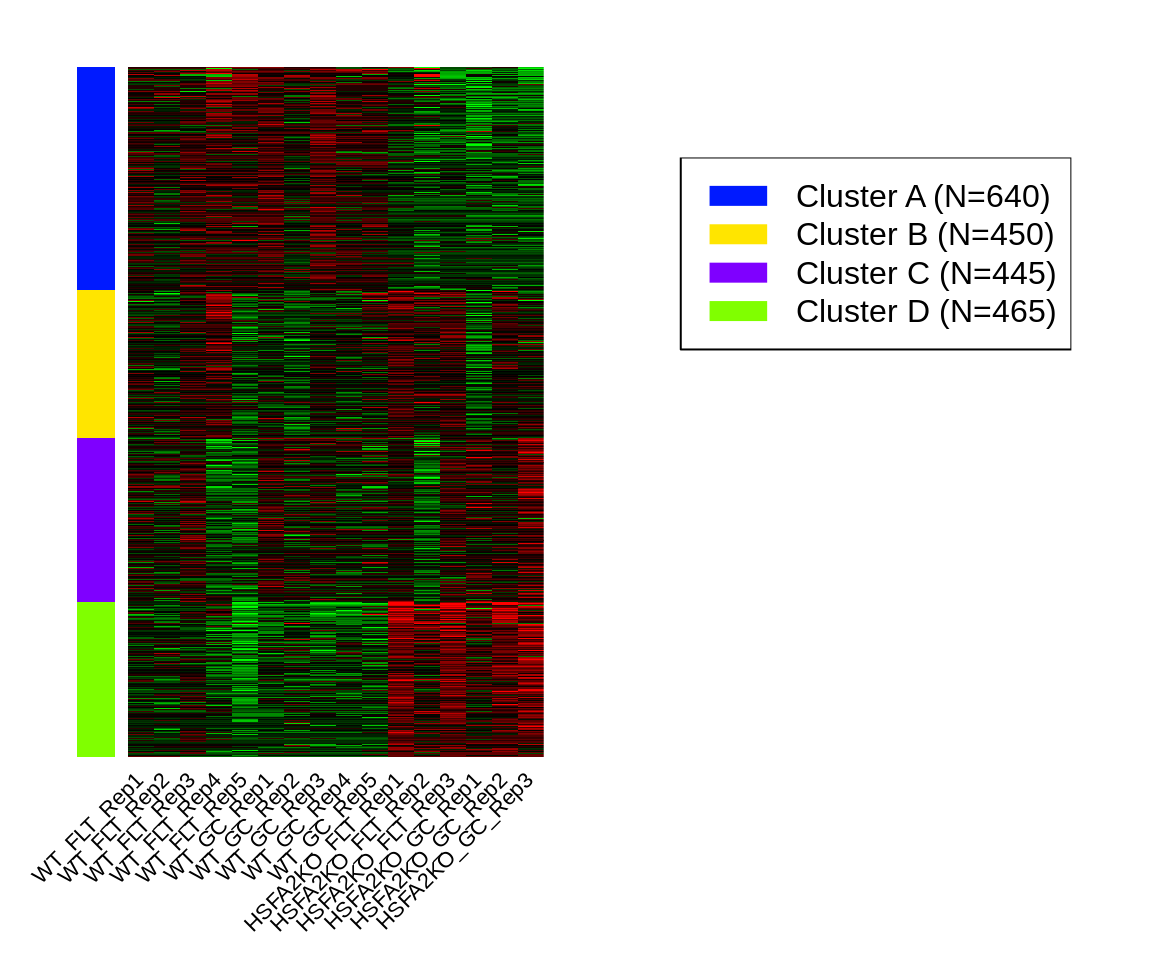 Cluster A (N=640)
Cluster B (N=450)
Cluster C (N=445)
Cluster D (N=465)
WT_FLT_Rep1
WT_FLT_Rep2
WT_FLT_Rep3
WT_FLT_Rep4
WT_FLT_Rep5
WT_GC_Rep1
WT_GC_Rep2
WT_GC_Rep3
WT_GC_Rep4
WT_GC_Rep5
HSFA2KO_FLT_Rep1
HSFA2KO_FLT_Rep2
HSFA2KO_FLT_Rep3
HSFA2KO_GC_Rep1
HSFA2KO_GC_Rep2
HSFA2KO_GC_Rep3